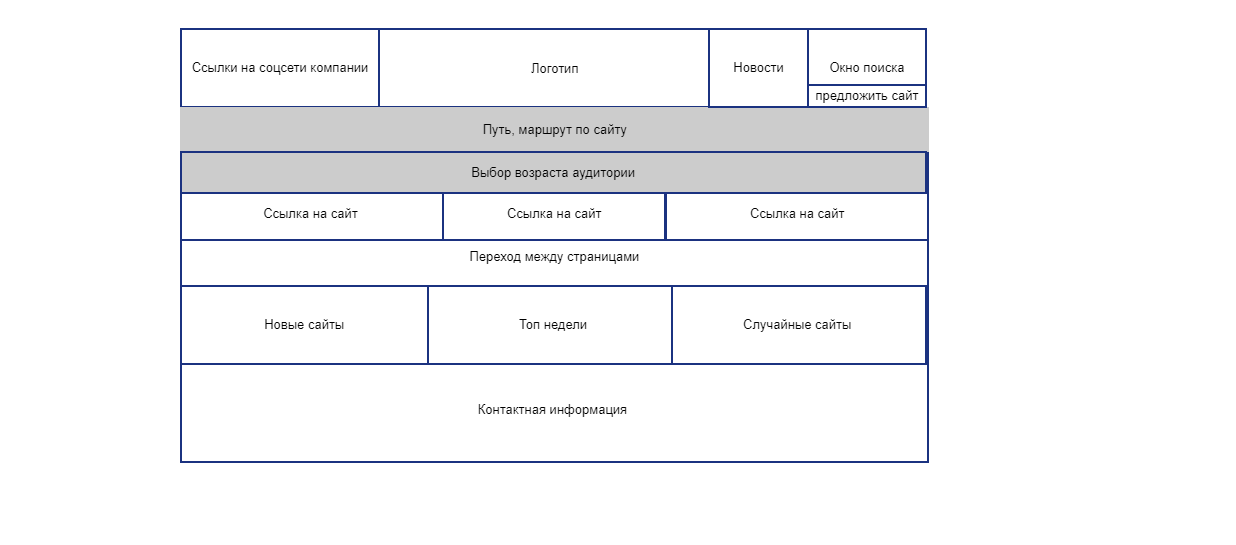 Ссылки на соцсети компании
Логотип
Новости
Окно поиска
предложить сайт
Путь, маршрут по сайту
Выбор возраста аудитории
Ссылка на сайт
Ссылка на сайт
Ссылка на сайт
Переход между страницами
Новые сайты
Топ недели
Случайные сайты
Контактная информация